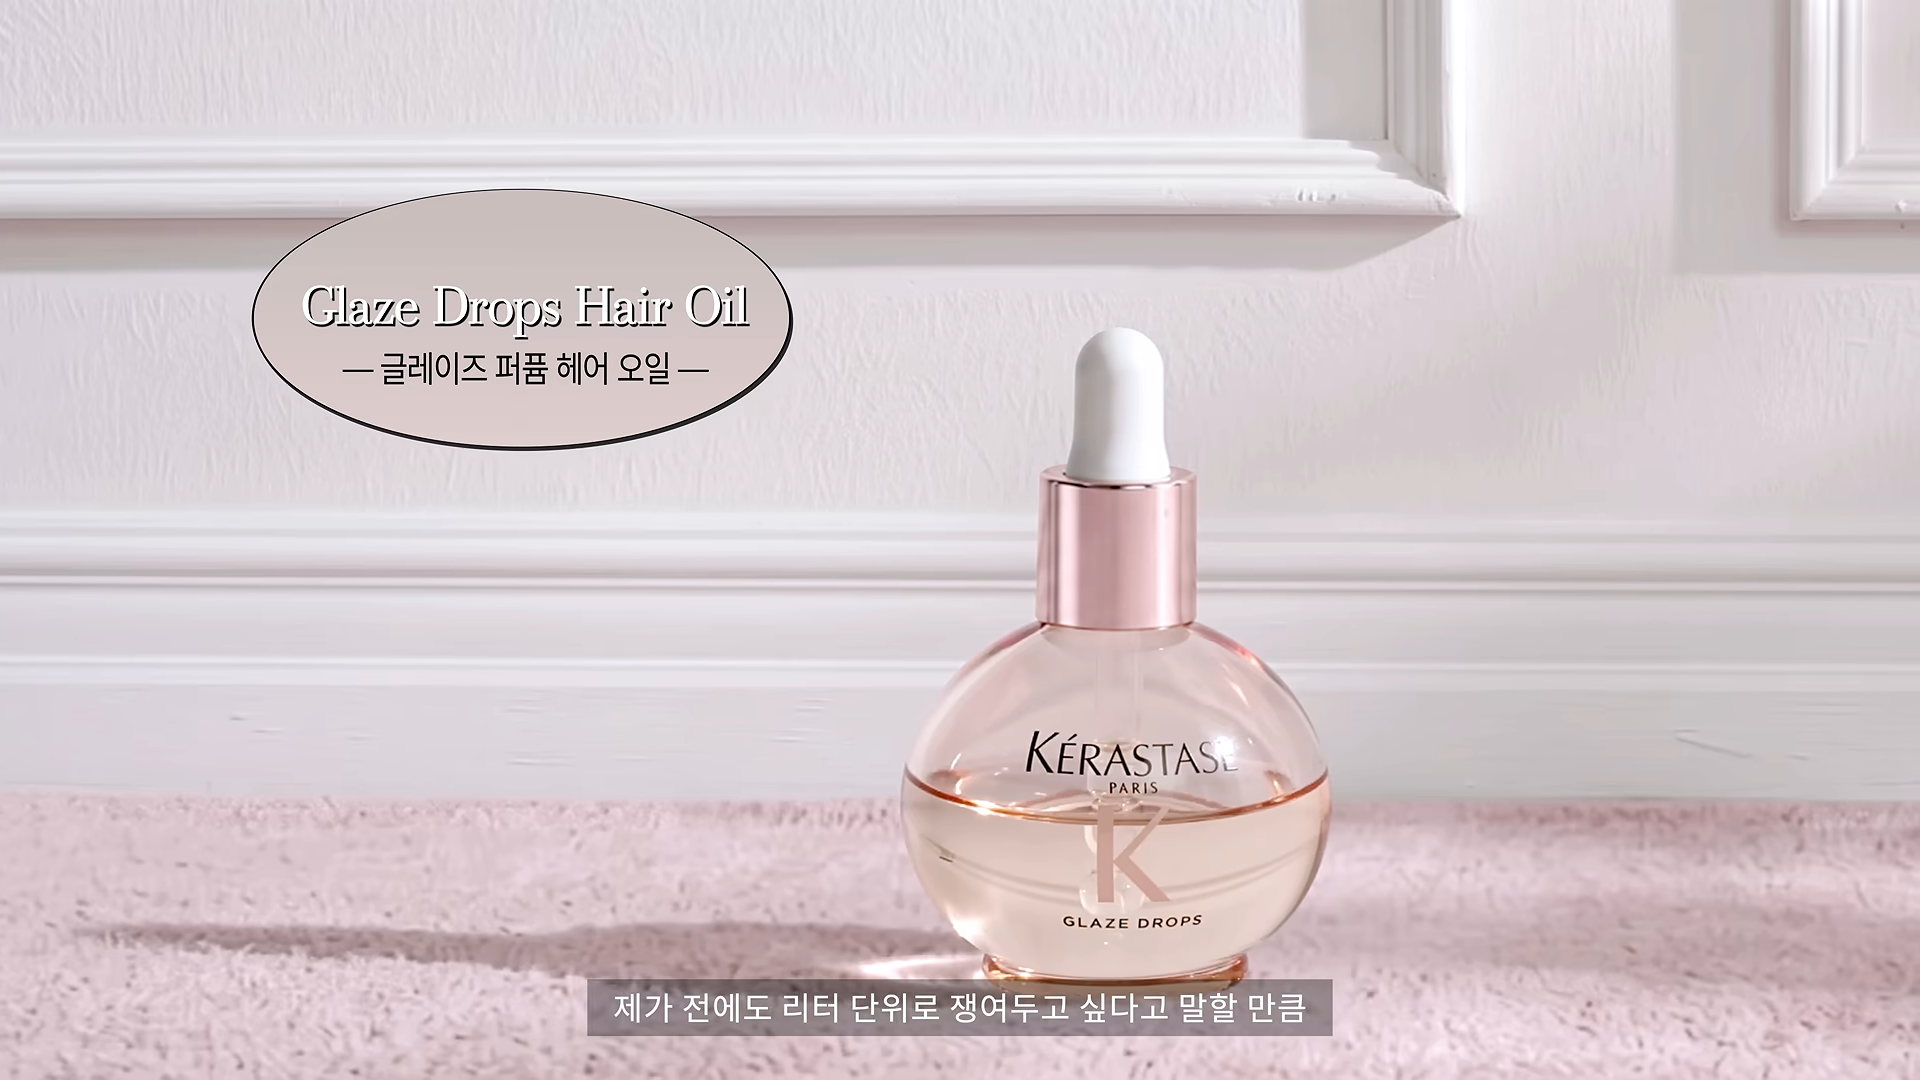 Glaze Drops Hair Oil
— 글레이즈 퍼퓸 헤어 오일 —
KÉRASTASE
PARIS
K
GLAZE DROPS
제가 전에도 리터 단위로 쟁여두고 싶다고 말할 만큼